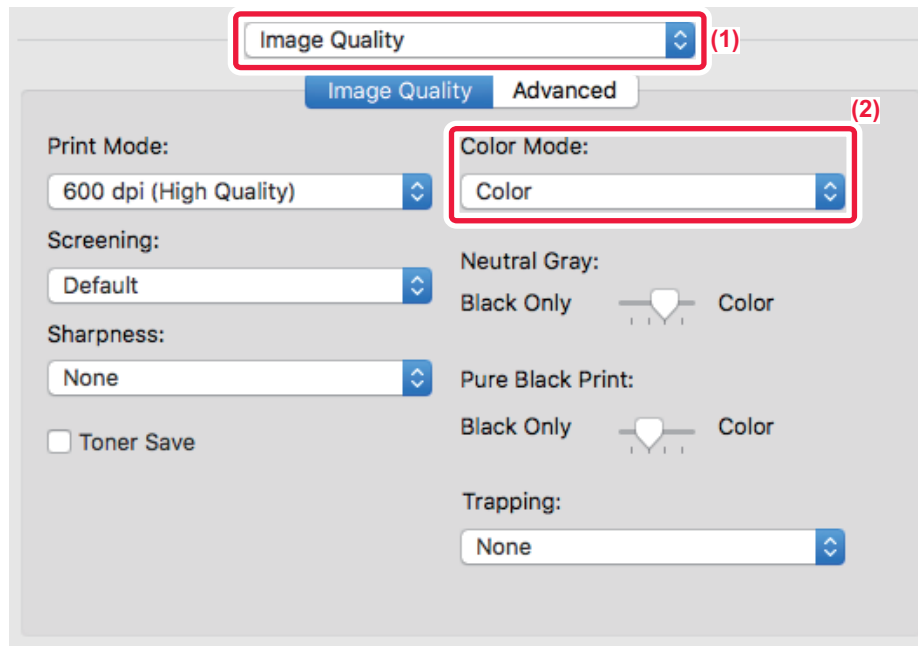 Image Quality
(1)
Image Quality Advanced
(2)
Print Mode:
600 dpi (High Quality)
Screening:
Default
Sharpness:
None
Toner Save
Color Mode:
Color
Neutral Gray:
Black Only Color
Pure Black Print:
Black Only Color
Trapping:
None